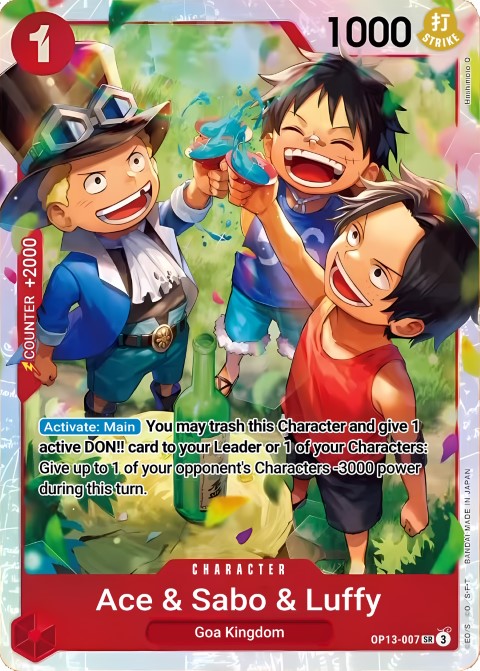 1
1000
打
STRIKE
Hmihimoio O
COUNTER +2000
Activate: Main You may trash this Character and give 1
active DON!! card to your Leader or 1 of your Characters:
Give up to 1 of your opponent's Characters -3000 power
during this turn.
CHARACTER
Ace & Sabo & Luffy
Goa Kingdom
OP13-007 SR 3
©E.O/S. ©O/S.F.T. BANDAI MADE IN JAPAN